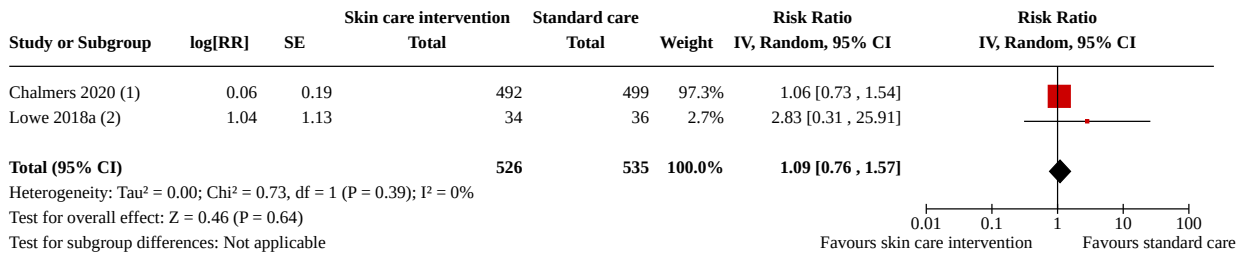 Skin care intervention Standard care Risk Ratio Risk Ratio
Study or Subgroup log[RR] SE Total Total Weight IV, Random, 95% CI IV, Random, 95% CI
Chalmers 2020 (1) 0.06 0.19 492 499 97.3% 1.06 [0.73 , 1.54]
Lowe 2018a (2) 1.04 1.13 34 36 2.7% 2.83 [0.31 , 25.91]
Total (95% CI) 526 535 100.0% 1.09 [0.76 , 1.57]
Heterogeneity: Tau² = 0.00; Chi² = 0.73, df = 1 (P = 0.39); I² = 0%
Test for overall effect: Z = 0.46 (P = 0.64)
0.01 0.1 1 10 100
Test for subgroup differences: Not applicable
Favours skin care intervention Favours standard care